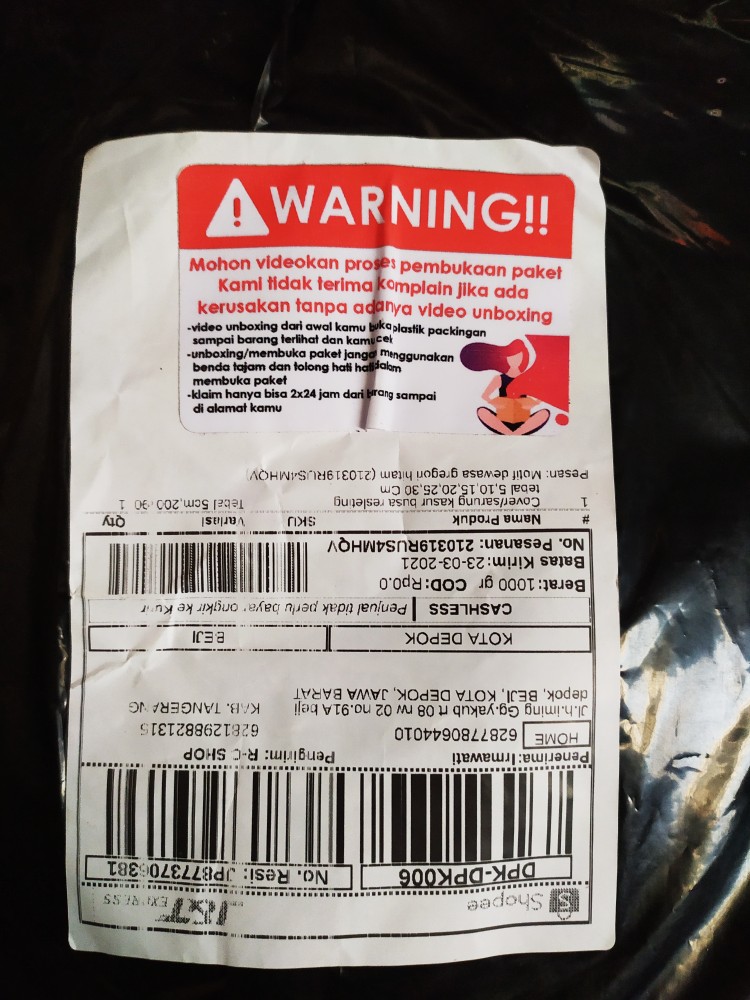 WARNING!!
Mohon videokan proses pembukaan paket
Kami tidak terima komplain jika ada
kerusakan tanpa adanya video unboxing
-video unboxing dari awal kamu buka plastik packingan
sampai barang terlihat dan kamu cek
-unboxing/membuka paket jangan menggunakan
benda tajam dan tolong hati hati dalam
membuka paket
-klaim hanya bisa 2x24 jam dari barang sampai
di alamat kamu
Shopee J&T EXPRESS
DPK-DPK006 No. Resi: JP8773706381
Penerima: Irmawati Pengirim: R-C SHOP
HOME 6287780644010 6281298821315
Jl.h.iming Gg.yakub rt 08 rw 02 no.91A beji
depok, BEJI, KOTA DEPOK, JAWA BARAT KAB. TANGERANG
KOTA DEPOK BEJI
CASHLESS Penjual tidak perlu bayar ongkir ke Kurir
Berat: 1000 gr COD: Rp0.0
Batas Kirim: 23-03-2021
No. Pesanan: 210319RUS4MHQV
# Nama Produk SKU Variasi Qty
1 Cover/sarung kasur busa resleting Tebal 5cm,200 90 1
tebal 5,10,15,20,25,30 Cm
Pesan: Motif dewasa gregon hitam (210319RUS4MHQV)